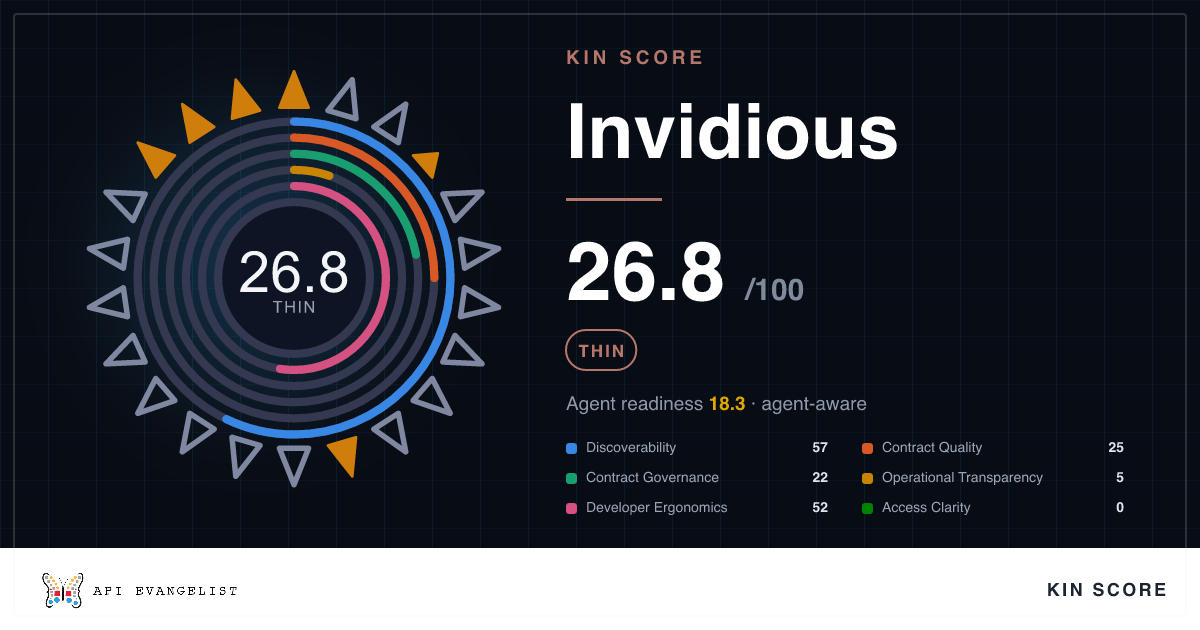 KIN SCORE
Invidious
26.8 /100
THIN
Agent readiness 18.3 · agent-aware
Discoverability 57
Contract Quality 25
Contract Governance 22
Operational Transparency 5
Developer Ergonomics 52
Access Clarity 0
26.8
THIN
API EVANGELIST
KIN SCORE